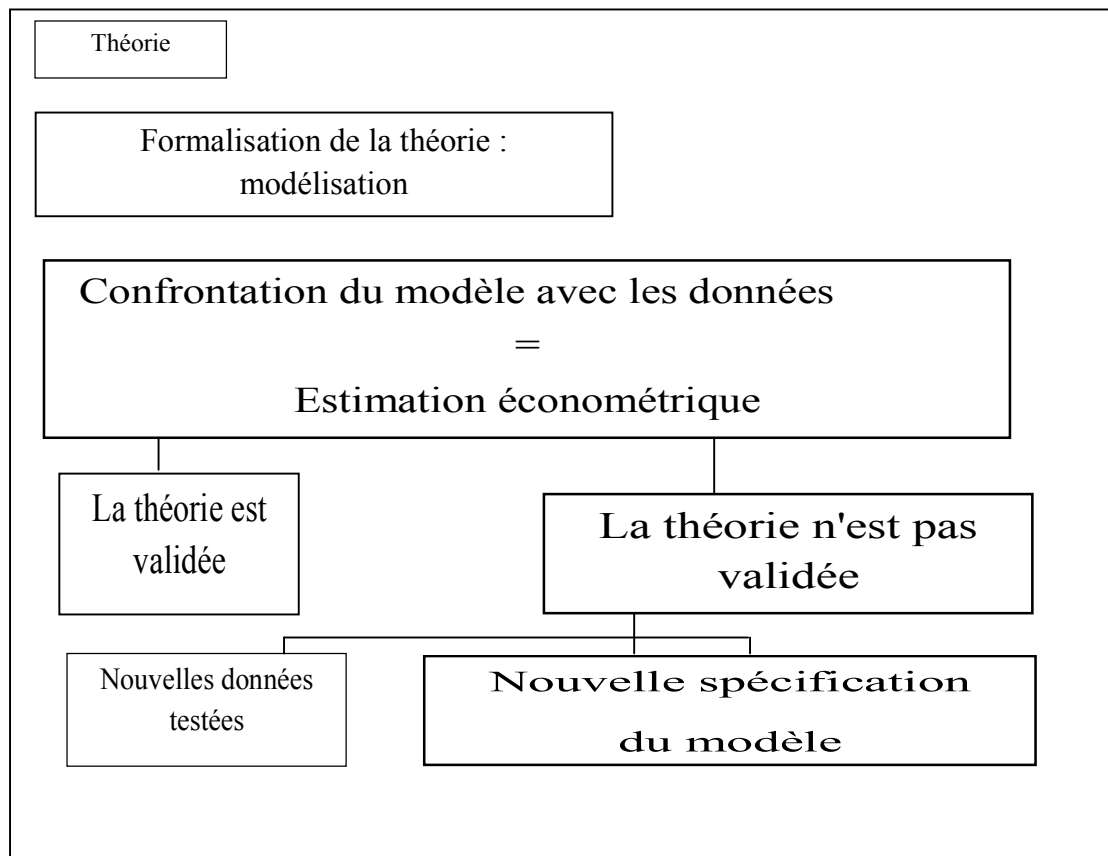 Théorie
Formalisation de la théorie :
modélisation
Confrontation du modèle avec les données
=
Estimation économétrique
La théorie est
validée
La théorie n'est pas
validée
Nouvelles données
testées
Nouvelle spécification
du modèle